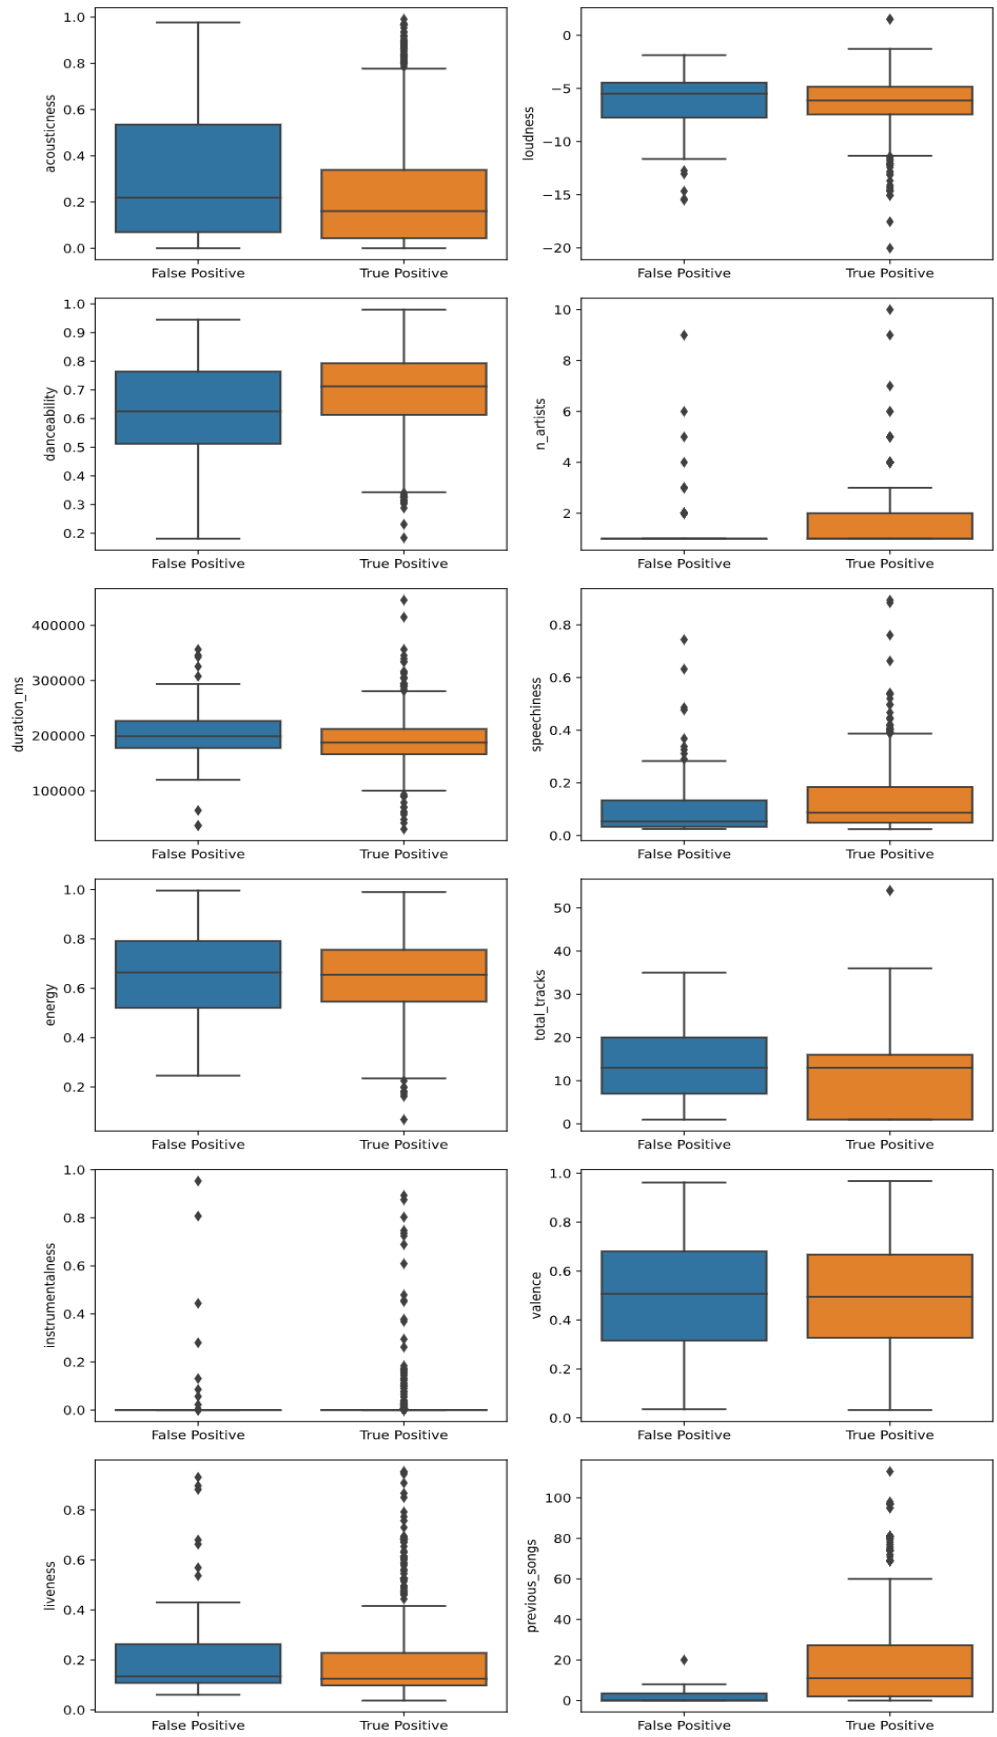 acousticness
1.0
0.8
0.6
0.4
0.2
0.0
False Positive True Positive
loudness
0
−5
−10
−15
−20
False Positive True Positive
danceability
1.0
0.9
0.8
0.7
0.6
0.5
0.4
0.3
0.2
False Positive True Positive
n_artists
10
8
6
4
2
False Positive True Positive
duration_ms
400000
300000
200000
100000
False Positive True Positive
speechiness
0.8
0.6
0.4
0.2
0.0
False Positive True Positive
energy
1.0
0.8
0.6
0.4
0.2
False Positive True Positive
total_tracks
50
40
30
20
10
0
False Positive True Positive
instrumentalness
1.0
0.8
0.6
0.4
0.2
0.0
False Positive True Positive
valence
1.0
0.8
0.6
0.4
0.2
0.0
False Positive True Positive
liveness
0.8
0.6
0.4
0.2
0.0
False Positive True Positive
previous_songs
100
80
60
40
20
0
False Positive True Positive